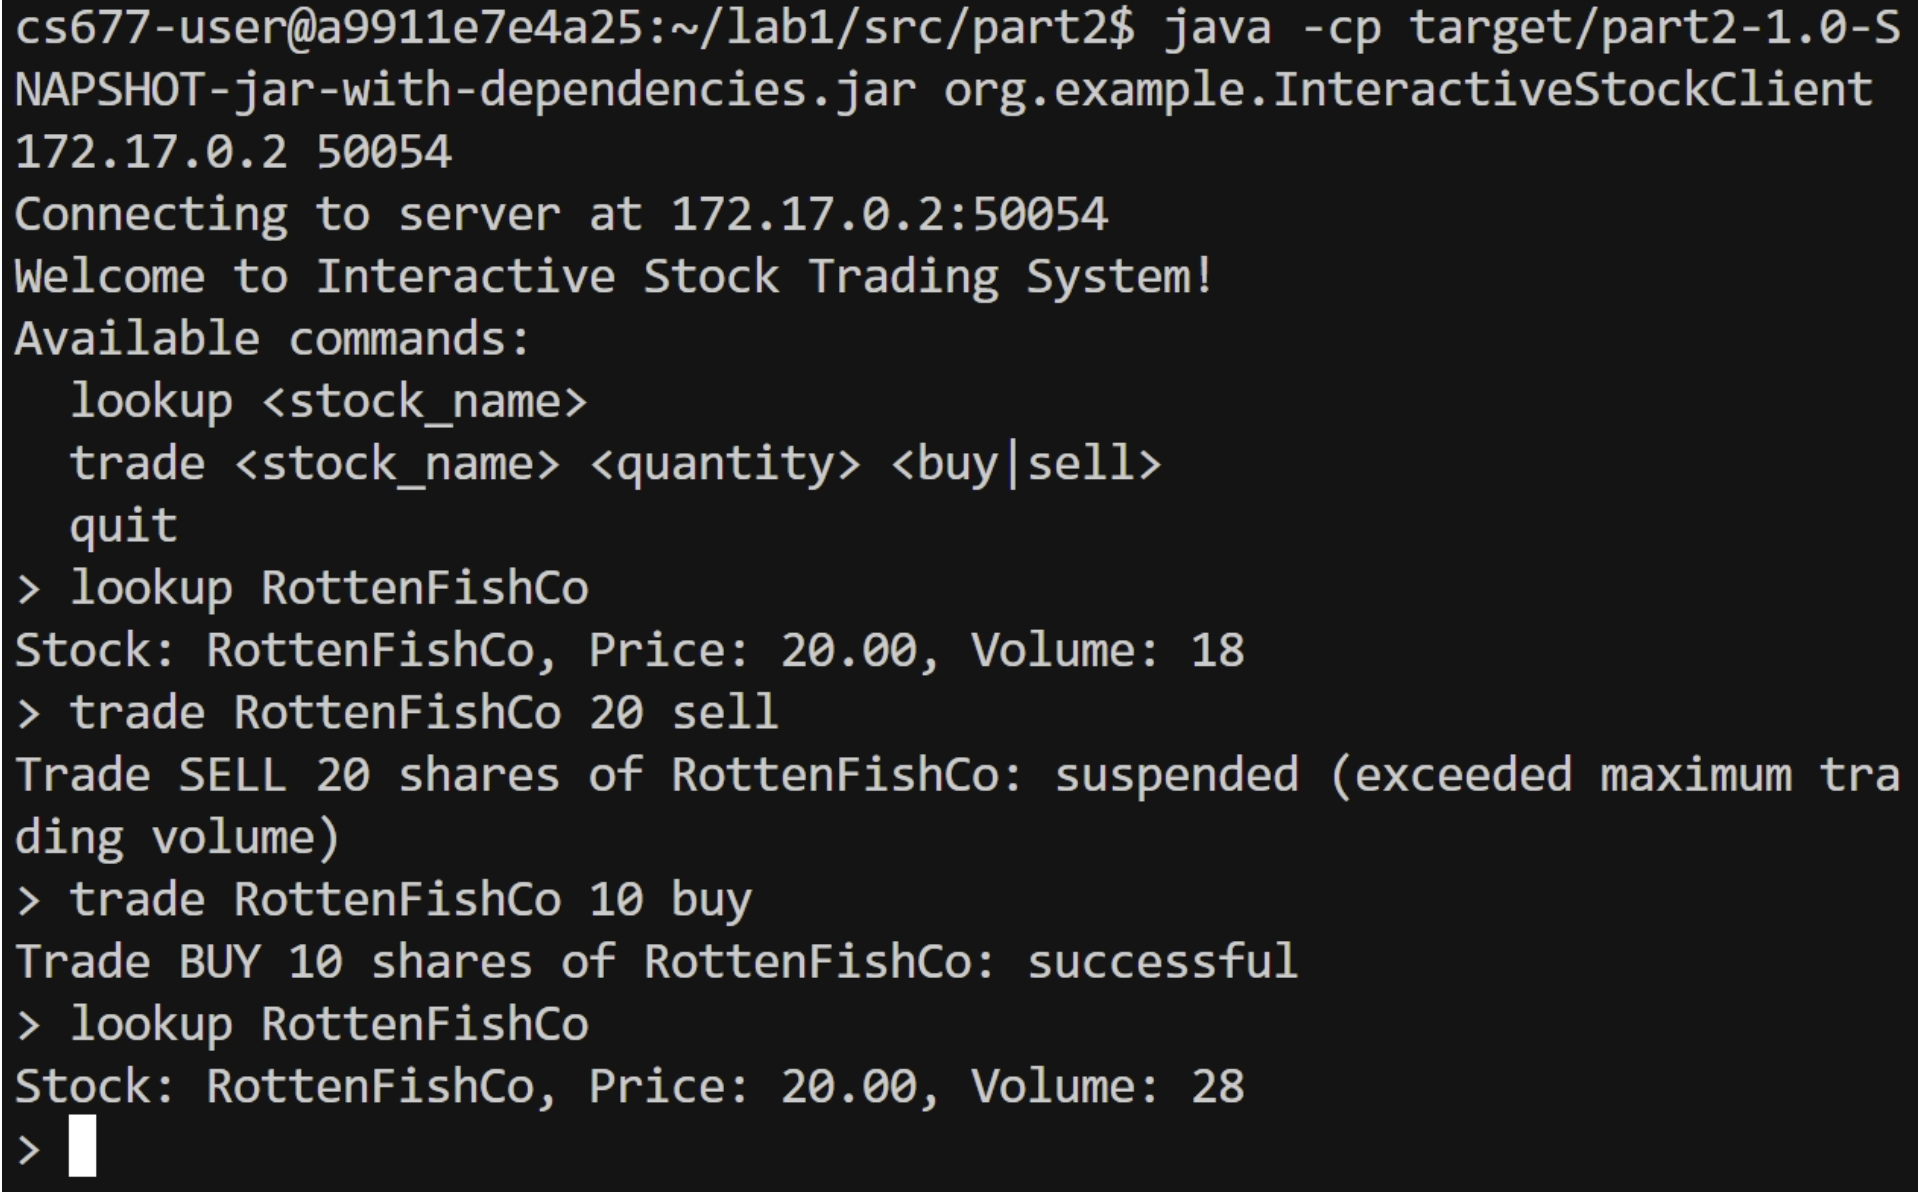 cs677-user@a9911e7e4a25:~/lab1/src/part2$ java -cp target/part2-1.0-S
NAPSHOT-jar-with-dependencies.jar org.example.InteractiveStockClient
172.17.0.2 50054
Connecting to server at 172.17.0.2:50054
Welcome to Interactive Stock Trading System!
Available commands:
  lookup <stock_name>
  trade <stock_name> <quantity> <buy|sell>
  quit
> lookup RottenFishCo
Stock: RottenFishCo, Price: 20.00, Volume: 18
> trade RottenFishCo 20 sell
Trade SELL 20 shares of RottenFishCo: suspended (exceeded maximum tra
ding volume)
> trade RottenFishCo 10 buy
Trade BUY 10 shares of RottenFishCo: successful
> lookup RottenFishCo
Stock: RottenFishCo, Price: 20.00, Volume: 28
>